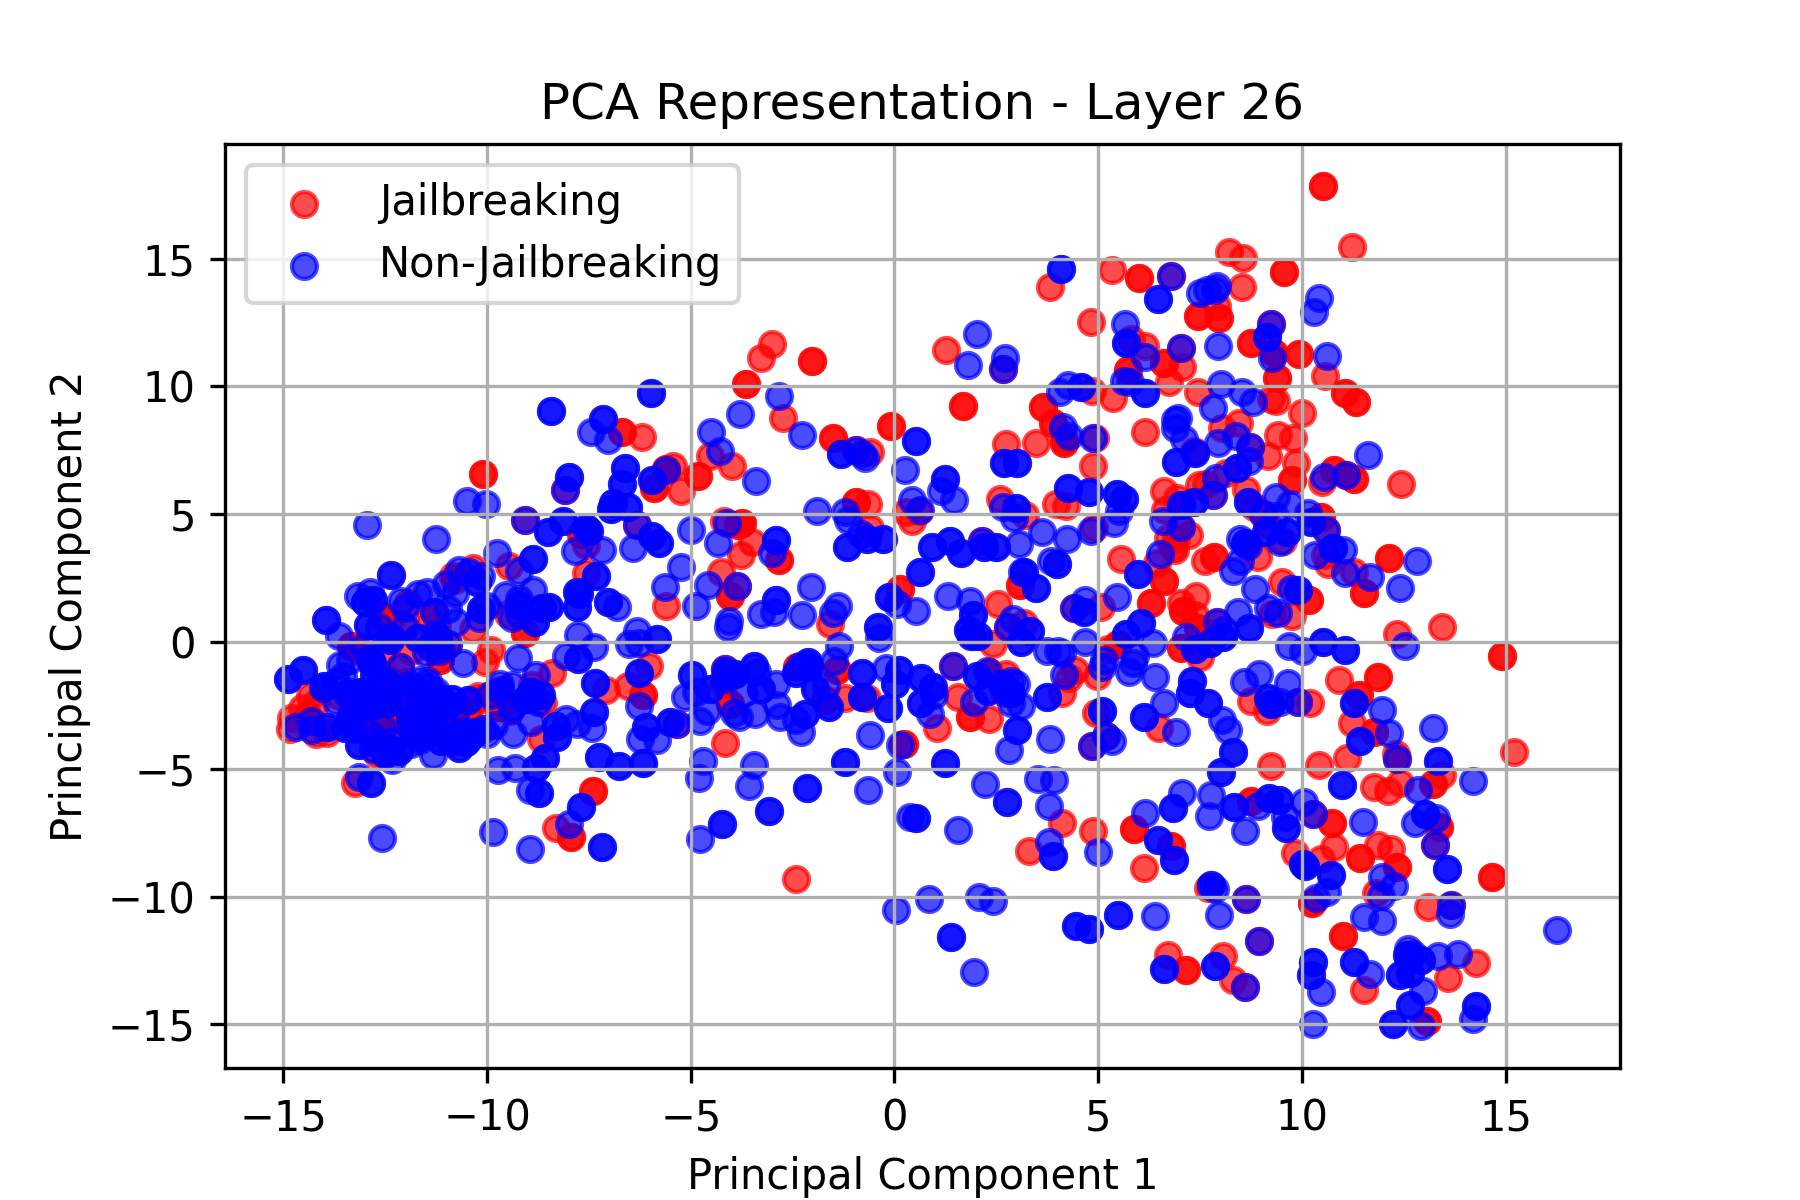 PCA Representation - Layer 26
Jailbreaking
Non-Jailbreaking
Principal Component 2
15
10
5
0
−5
−10
−15
−15 −10 −5 0 5 10 15
Principal Component 1